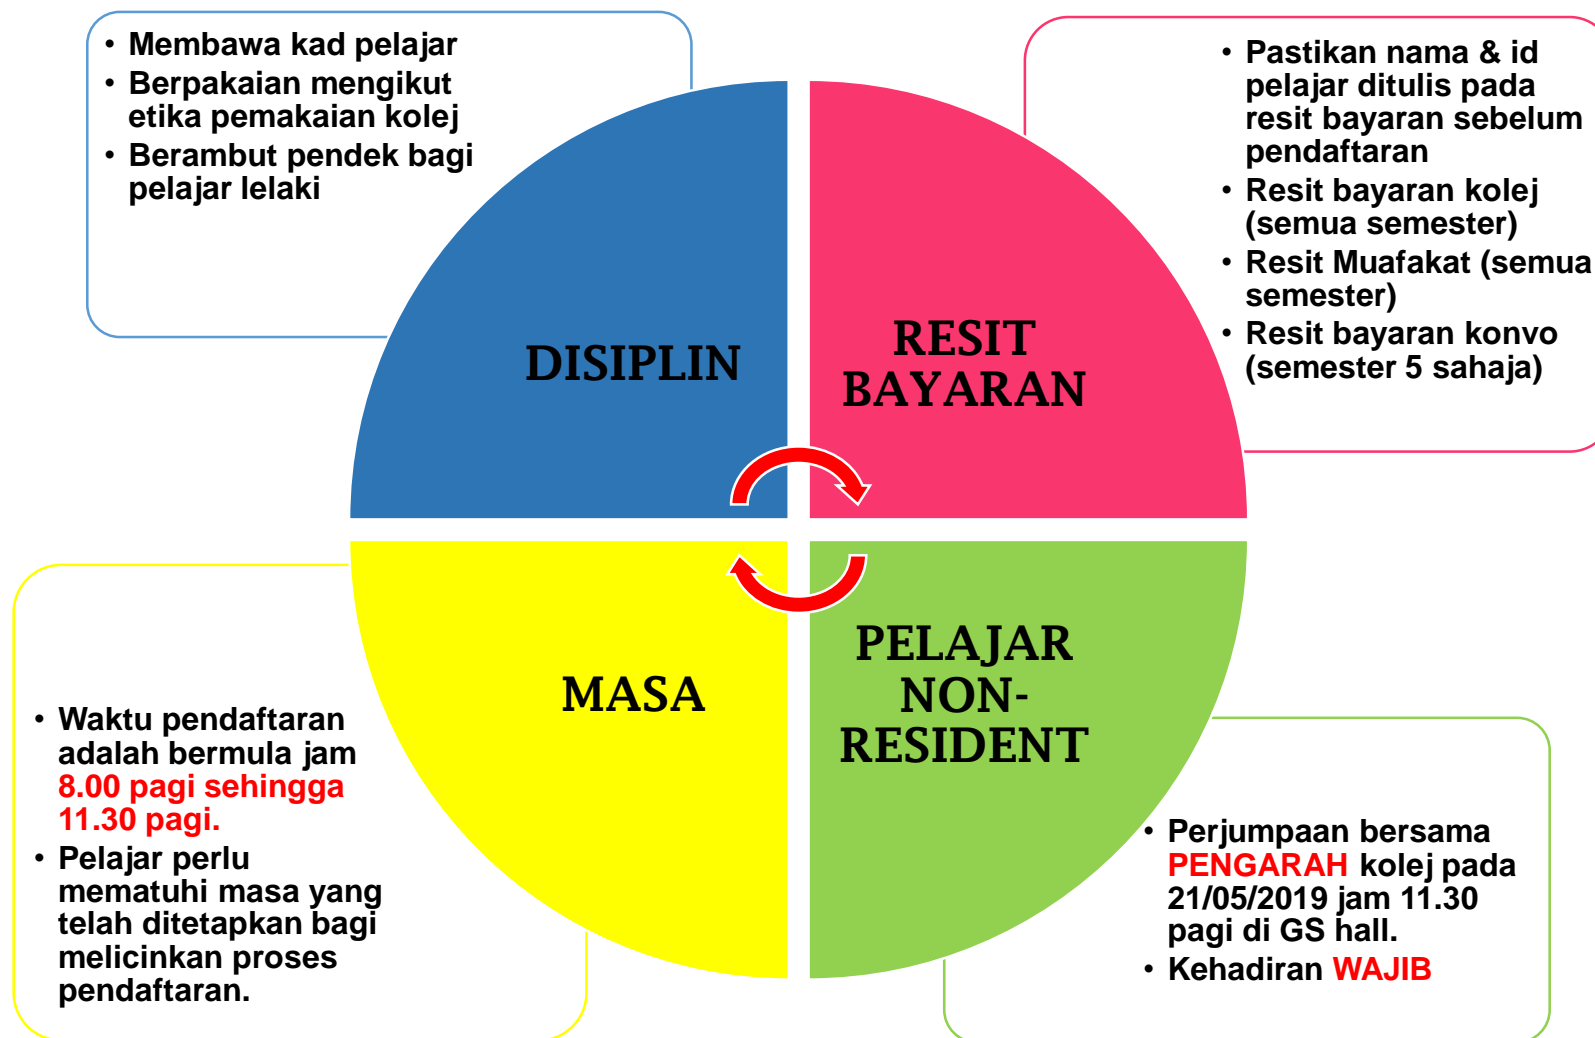 • Membawa kad pelajar
• Berpakaian mengikut
etika pemakaian kolej
• Berambut pendek bagi
pelajar lelaki
DISIPLIN
• Pastikan nama & id
pelajar ditulis pada
resit bayaran sebelum
pendaftaran
• Resit bayaran kolej
(semua semester)
• Resit Muafakat (semua
semester)
• Resit bayaran konvo
(semester 5 sahaja)
RESIT
BAYARAN
MASA
• Waktu pendaftaran
adalah bermula jam
8.00 pagi sehingga
11.30 pagi.
• Pelajar perlu
mematuhi masa yang
telah ditetapkan bagi
melicinkan proses
pendaftaran.
PELAJAR
NON-
RESIDENT
• Perjumpaan bersama
PENGARAH kolej pada
21/05/2019 jam 11.30
pagi di GS hall.
• Kehadiran WAJIB